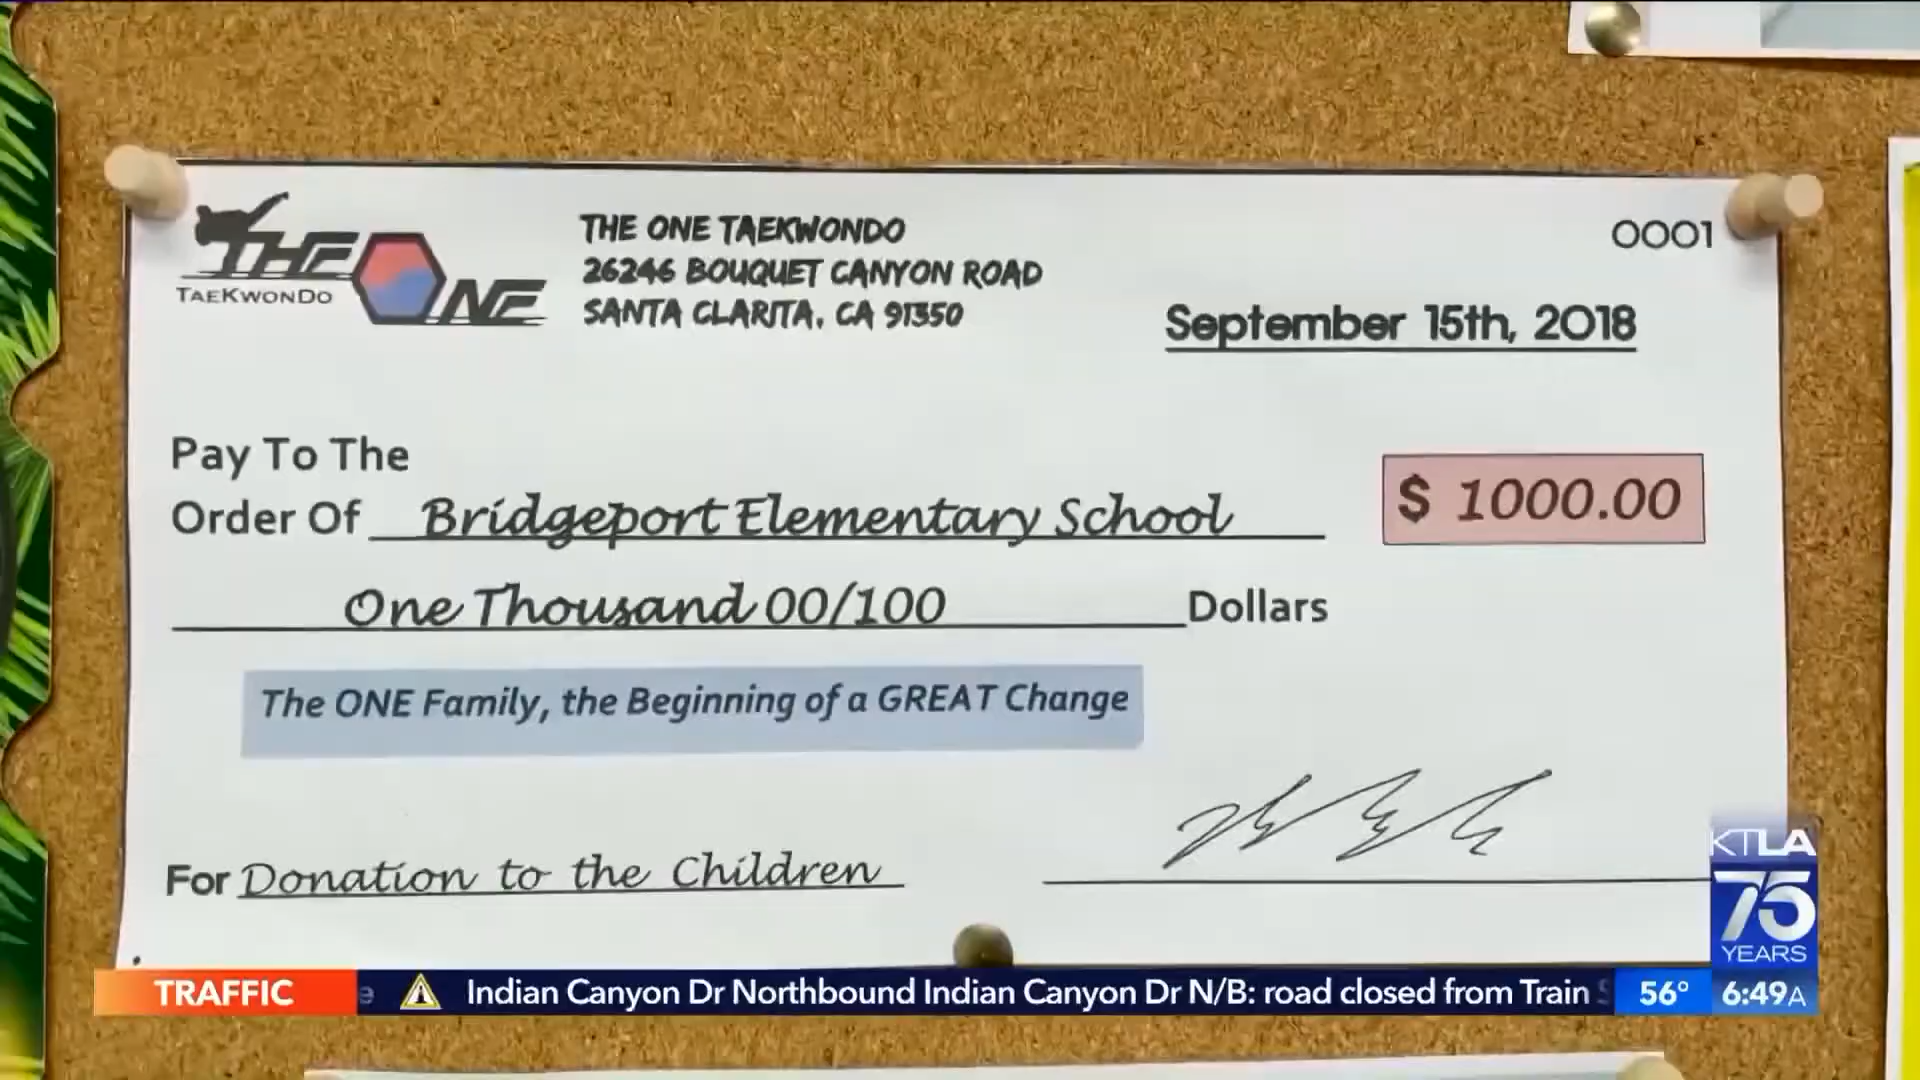 THE ONE
TAEKWONDO
THE ONE TAEKWONDO
26246 BOUQUET CANYON ROAD
SANTA CLARITA, CA 91350
0001
September 15th, 2018
Pay To The
Order Of Bridgeport Elementary School
$ 1000.00
One Thousand 00/100 Dollars
The ONE Family, the Beginning of a GREAT Change
For Donation to the Children
KTLA
75
YEARS
TRAFFIC
Indian Canyon Dr Northbound Indian Canyon Dr N/B: road closed from Train
56°
6:49A